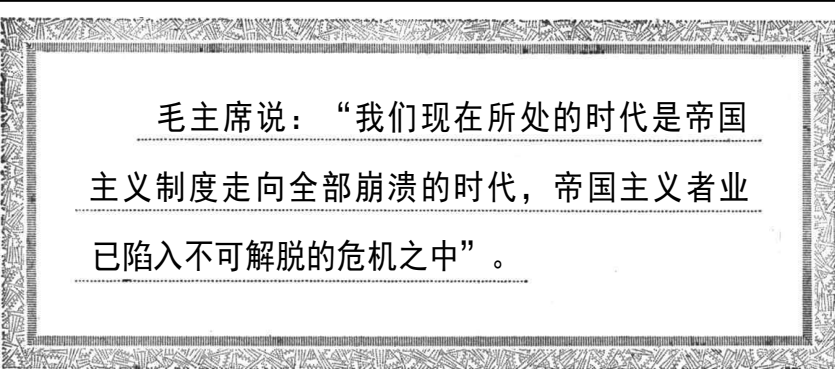 毛主席说：“我们现在所处的时代是帝国
主义制度走向全部崩溃的时代，帝国主义者业
已陷入不可解脱的危机之中”。